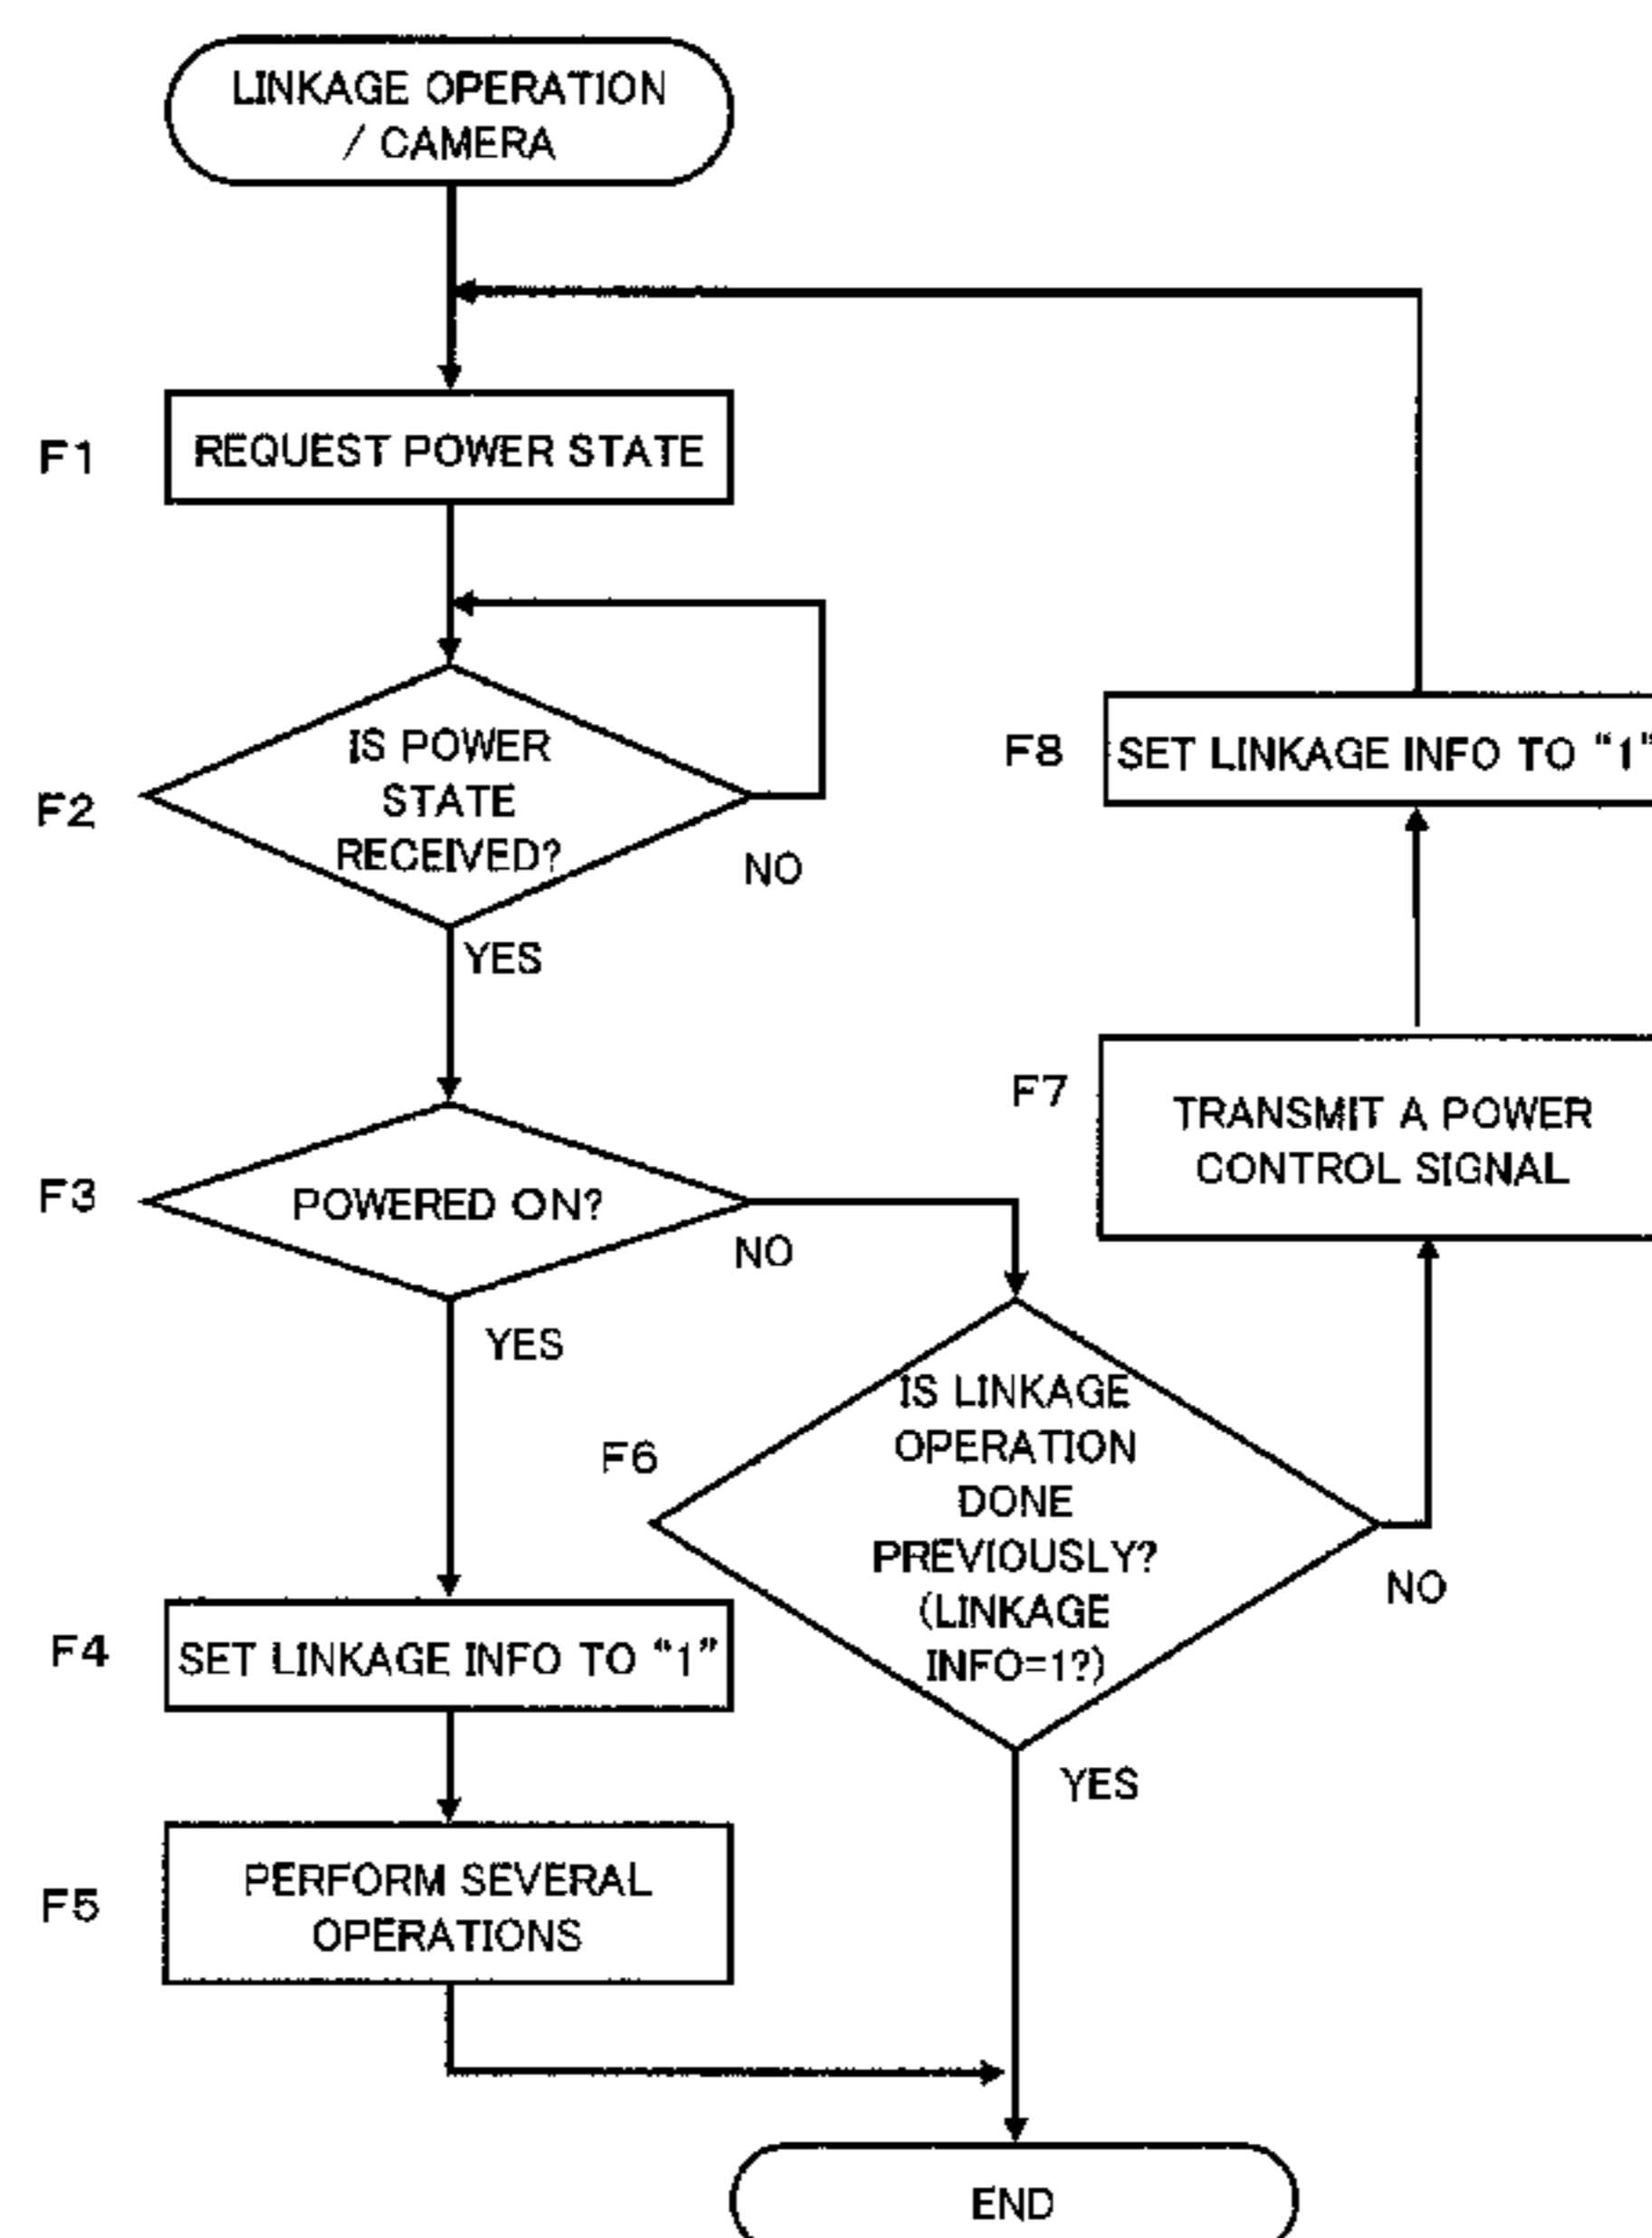 LINKAGE OPERATION
/ CAMERA
F1
REQUEST POWER STATE
F2
IS POWER
STATE
RECEIVED?
NO
YES
F3
POWERED ON?
NO
YES
F4
SET LINKAGE INFO TO “1”
F5
PERFORM SEVERAL
OPERATIONS
F6
IS LINKAGE
OPERATION
DONE
PREVIOUSLY?
(LINKAGE
INFO=1?)
NO
YES
F7
TRANSMIT A POWER
CONTROL SIGNAL
F8
SET LINKAGE INFO TO “1”
END